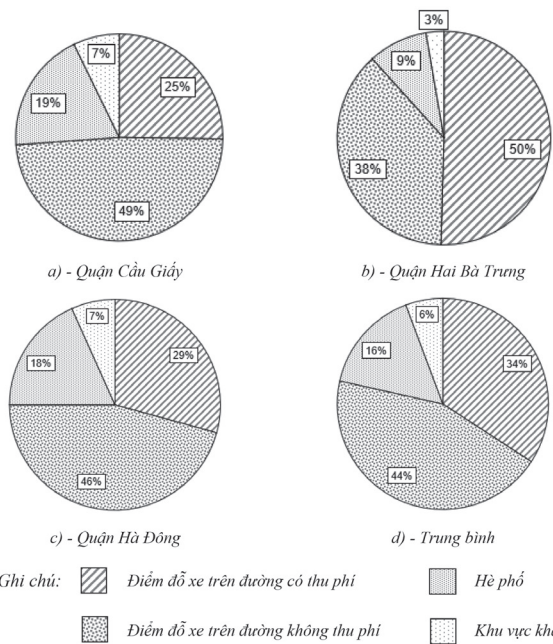 7%
25%
19%
49%
a) - Quận Cầu Giấy
3%
9%
50%
38%
b) - Quận Hai Bà Trưng
7%
29%
18%
46%
c) - Quận Hà Đông
6%
16%
34%
44%
d) - Trung bình
Ghi chú:
Điểm đỗ xe trên đường có thu phí
Hè phố
Điểm đỗ xe trên đường không thu phí
Khu vực